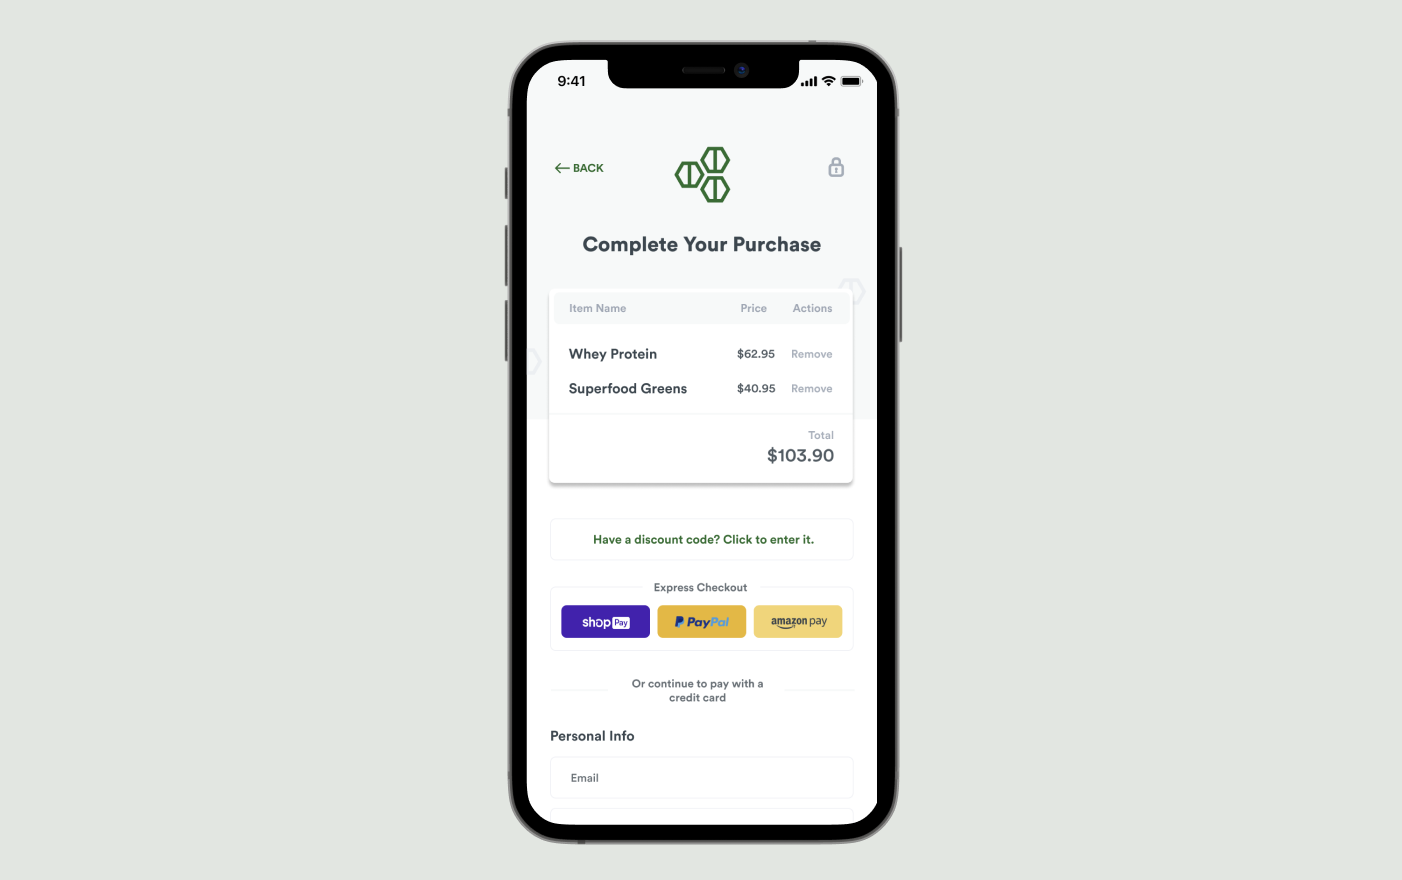 9:41
BACK
Complete Your Purchase
Item Name Price Actions
Whey Protein $62.95 Remove
Superfood Greens $40.95 Remove
Total
$103.90
Have a discount code? Click to enter it.
Express Checkout
shop Pay PayPal amazon pay
Or continue to pay with a
credit card
Personal Info
Email